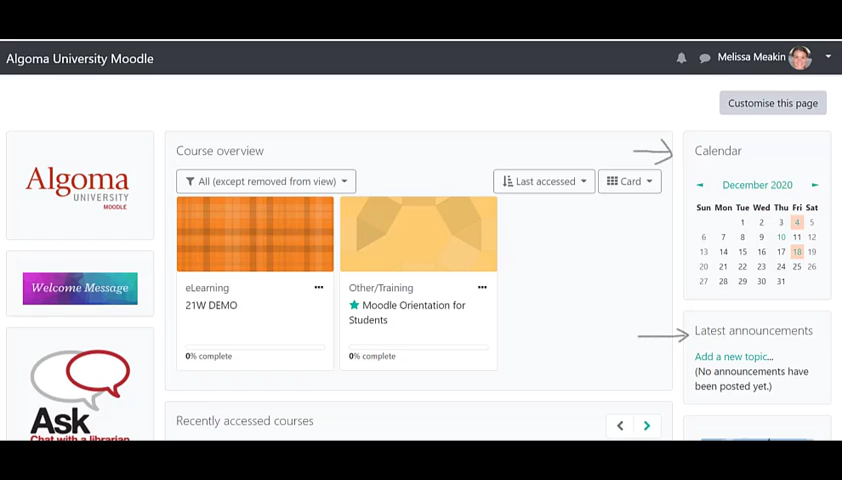 Algoma University Moodle
Melissa Meakin
Customise this page
Algoma
UNIVERSITY
MOODLE
Welcome Message
Ask
Chat with a librarian
Course overview
All (except removed from view)
Last accessed
Card
eLearning
21W DEMO
0% complete
Other/Training
Moodle Orientation for
Students
0% complete
Recently accessed courses
Calendar
◄ December 2020 ►
Sun Mon Tue Wed Thu Fri Sat
1 2 3 4 5
6 7 8 9 10 11 12
13 14 15 16 17 18 19
20 21 22 23 24 25 26
27 28 29 30 31
Latest announcements
Add a new topic...
(No announcements have
been posted yet.)